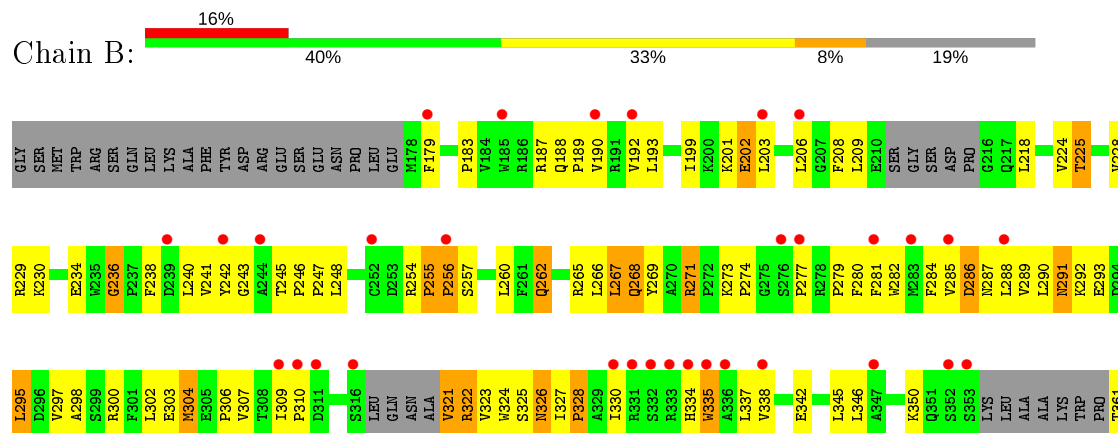 16%
Chain B:
40% 33% 8% 19%
GLY SER MET TRP ARG SER GLN LEU LYS ALA PHE TYR ASP ARG GLU SER GLU ASN PRO LEU GLU M178 F179 P183 V184 W185 R186 R187 Q188 P189 V190 R191 V192 L193 I199 K200 K201 E202 L203 L206 G207 F208 L209 E210 SER GLY SER ASP PRO G216 Q217 L218 V224 T225 V228
R229 K230 E234 W235 G236 P237 F238 D239 L240 V241 Y242 G243 A244 T245 P246 P247 L248 C252 D253 R254 P255 P256 S257 L260 F261 Q262 R265 L266 L267 Q268 Y269 A270 R271 P272 K273 P274 G275 S276 P277 R278 P279 F280 F281 W282 M283 F284 V285 D286 N287 L288 V289 L290 N291 K292 E293 D294
L295 D296 V297 A298 S299 R300 F301 L302 E303 M304 E305 P306 V307 T308 I309 P310 D311 S316 LEU GLN ASN ALA V321 R322 V323 W324 S325 N326 I327 P328 A329 I330 R331 S332 R333 H334 W335 A336 L337 V338 E342 L345 L346 A347 K350 Q351 S352 S353 LYS LEU ALA ALA LYS TRP PRO T361